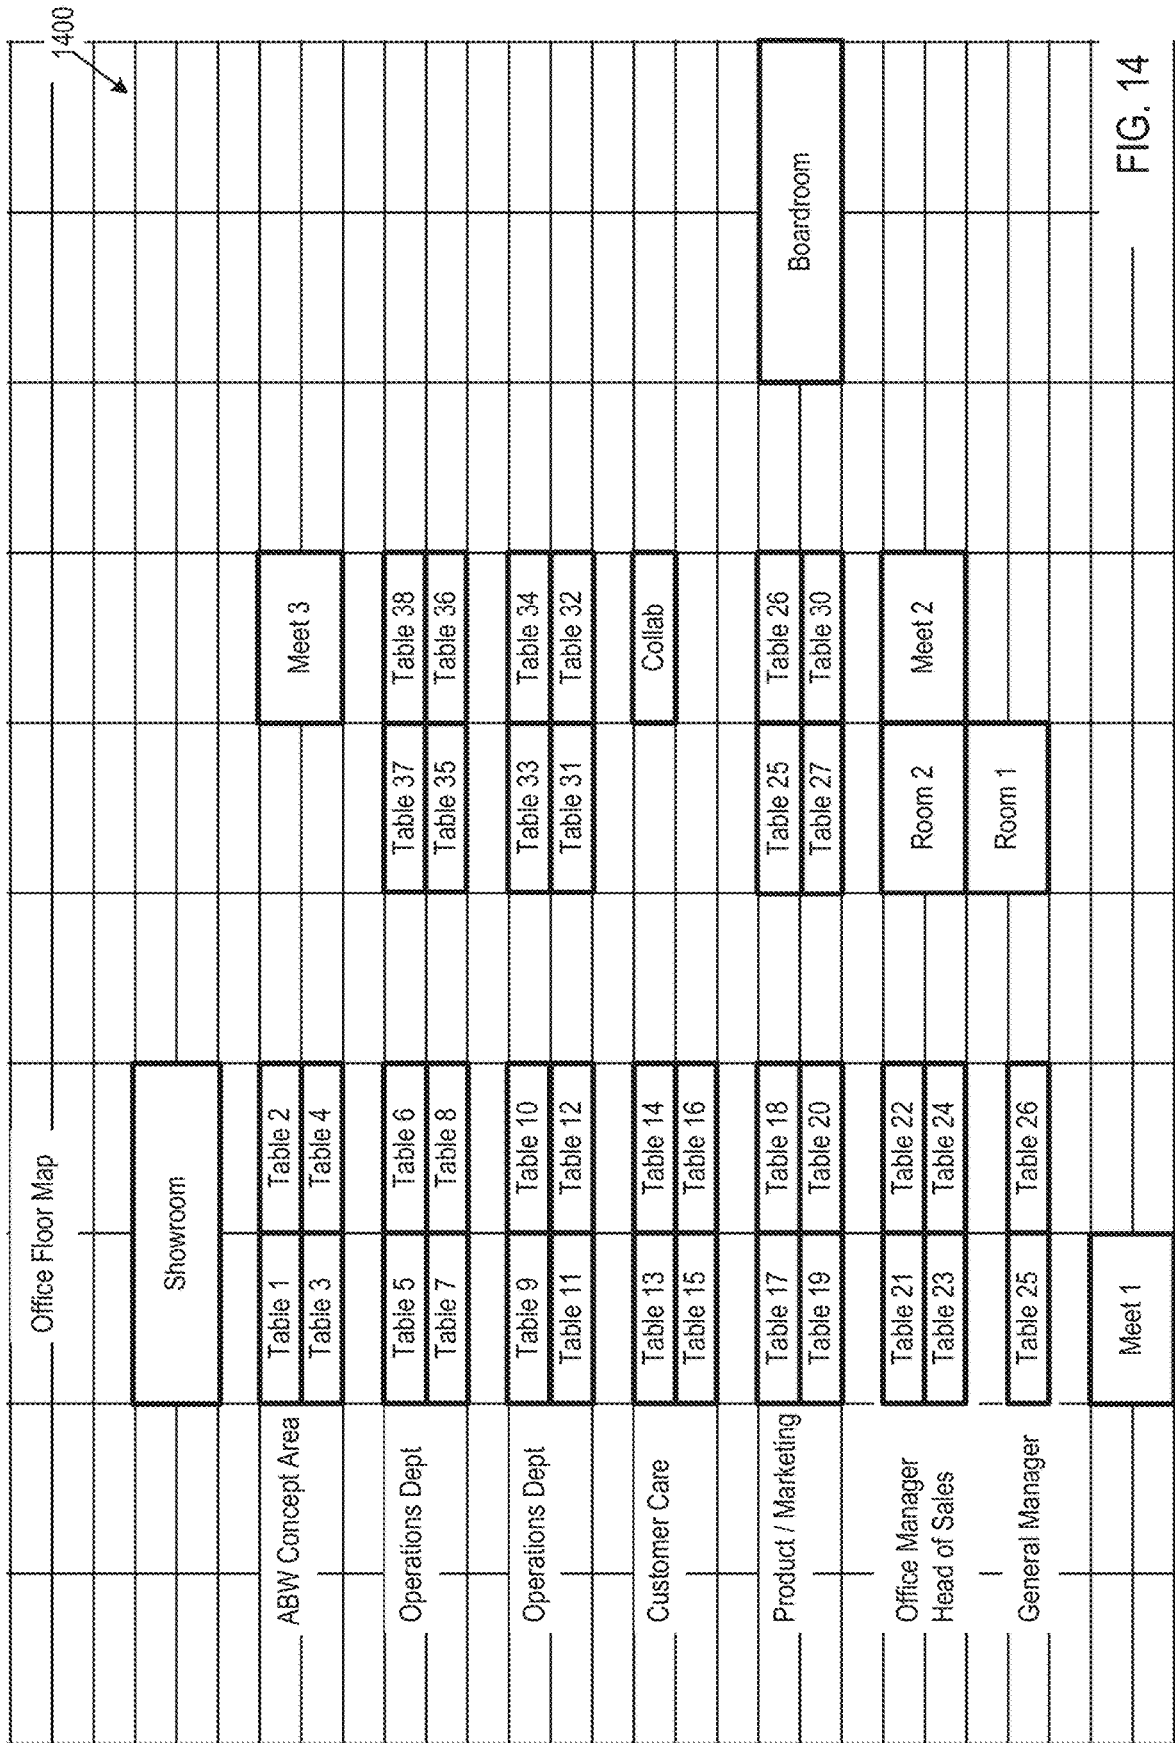 1400
Office Floor Map
Showroom
ABW Concept Area
Table 1
Table 2
Meet 3
Table 3
Table 4
Operations Dept
Table 5
Table 6
Table 37
Table 38
Table 7
Table 8
Table 35
Table 36
Operations Dept
Table 9
Table 10
Table 33
Table 34
Table 11
Table 12
Table 31
Table 32
Customer Care
Table 13
Table 14
Collab
Table 15
Table 16
Product / Marketing
Table 17
Table 18
Table 25
Table 26
Boardroom
Table 19
Table 20
Table 27
Table 30
Office Manager
Head of Sales
Table 21
Table 22
Room 2
Meet 2
Table 23
Table 24
General Manager
Table 25
Table 26
Room 1
Meet 1
FIG. 14